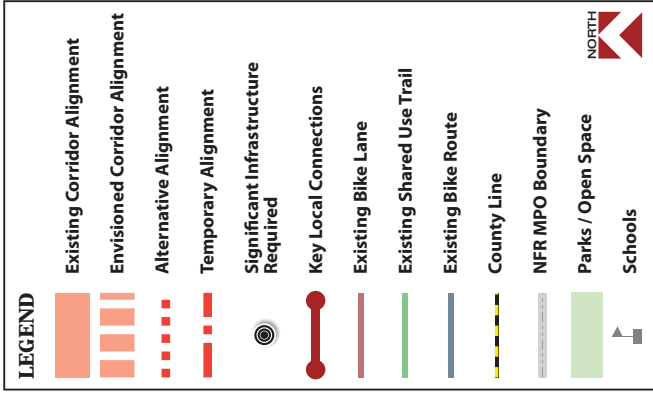 LEGEND
Existing Corridor Alignment
Envisioned Corridor Alignment
Alternative Alignment
Temporary Alignment
Significant Infrastructure
Required
Key Local Connections
Existing Bike Lane
Existing Shared Use Trail
Existing Bike Route
County Line
NFR MPO Boundary
Parks / Open Space
Schools
NORTH